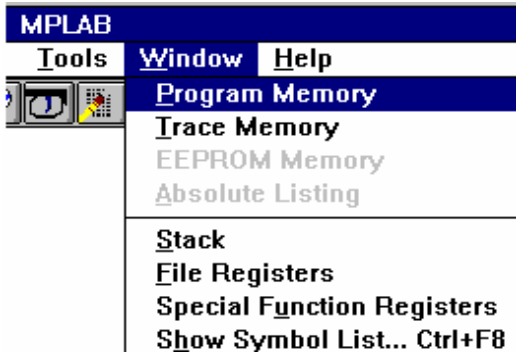 MPLAB
Tools Window Help
Program Memory
Trace Memory
EEPROM Memory
Absolute Listing
Stack
File Registers
Special Function Registers
Show Symbol List... Ctrl+F8